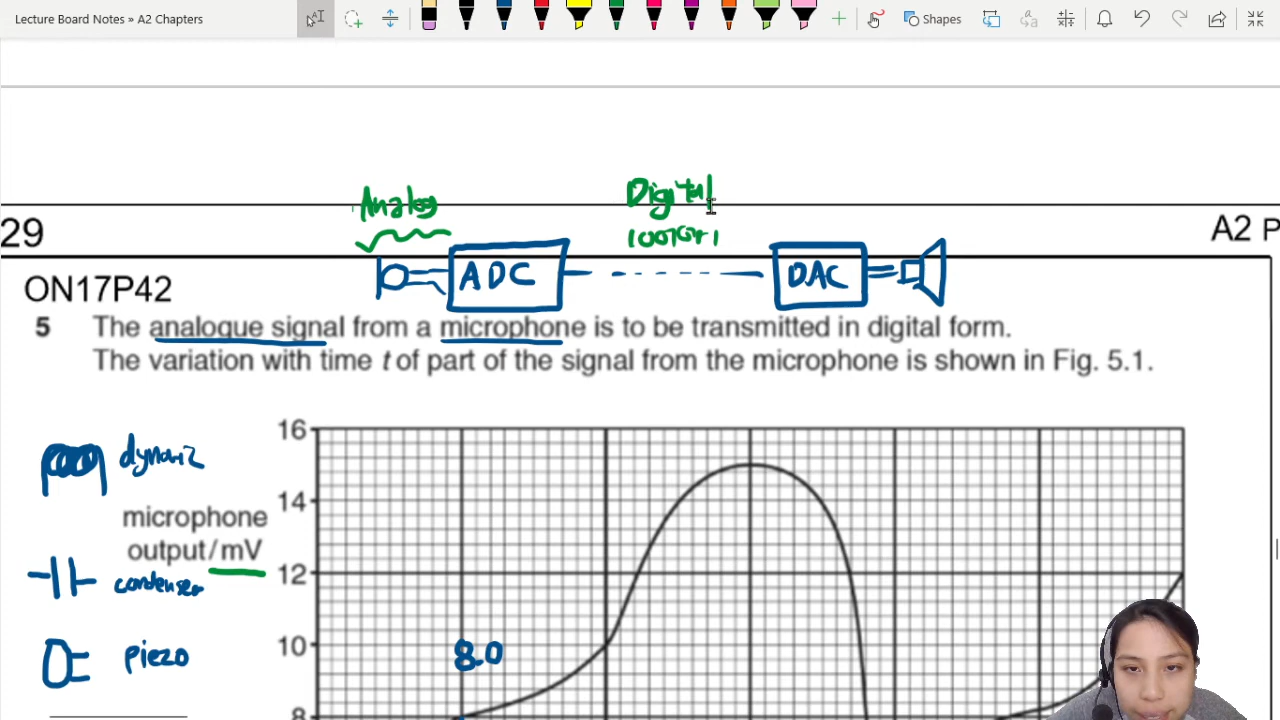 Lecture Board Notes » A2 Chapters
Shapes
Analog
Digital
29
A2 P
ADC
DAC
ON17P42
5 The analogue signal from a microphone is to be transmitted in digital form.
The variation with time t of part of the signal from the microphone is shown in Fig. 5.1.
16
14
12
10
8
microphone
output/mV
8.0
condenser
piezo